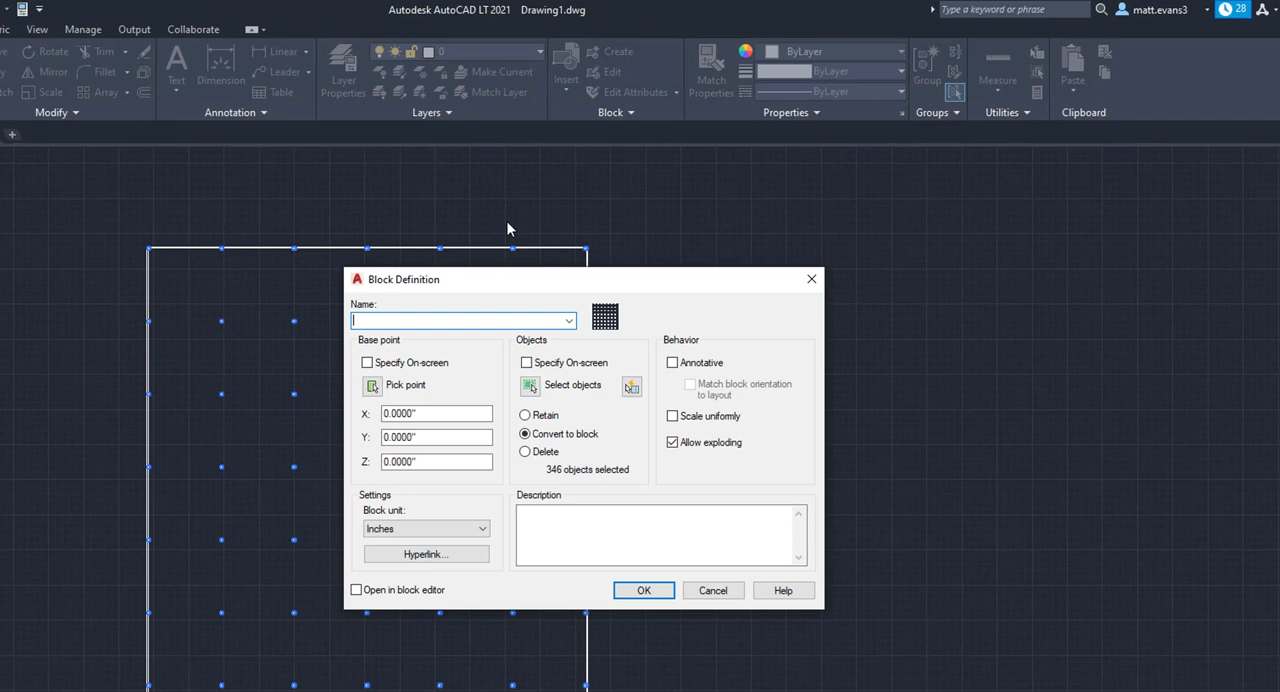 Autodesk AutoCAD LT 2021 Drawing1.dwg
Type a keyword or phrase
matt.evans3
28
ric View Manage Output Collaborate
Rotate Trim
Mirror Fillet
Scale Array
Modify
Text
Dimension
Linear
Leader
Table
Annotation
Layer
Properties
0
Make Current
Match Layer
Layers
Insert
Create
Edit
Edit Attributes
Block
Match
Properties
ByLayer
ByLayer
ByLayer
Properties
Group
Groups
Measure
Utilities
Paste
Clipboard
Block Definition
Name:
Base point
Specify On-screen
Pick point
X: 0.0000"
Y: 0.0000"
Z: 0.0000"
Objects
Specify On-screen
Select objects
Retain
Convert to block
Delete
346 objects selected
Behavior
Annotative
Match block orientation
to layout
Scale uniformly
Allow exploding
Settings
Block unit:
Inches
Hyperlink...
Description
Open in block editor
OK
Cancel
Help